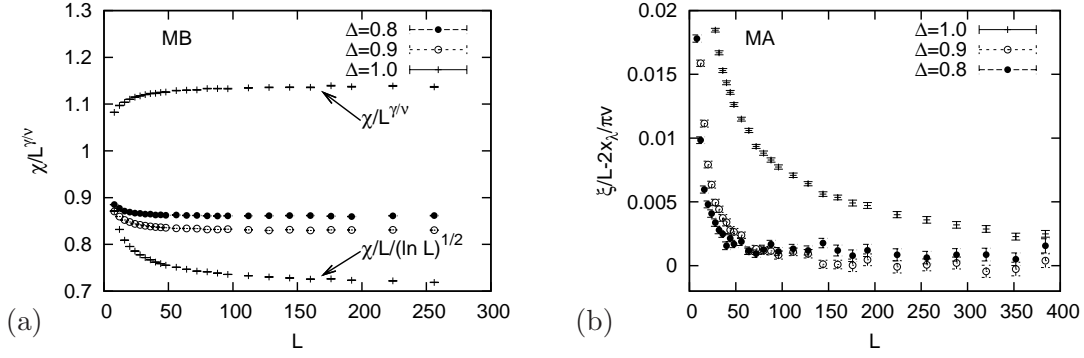 (a)
χ/L^γ/ν
1.3
1.2
1.1
1
0.9
0.8
0.7
0 50 100 150 200 250 300
L
MB
Δ=0.8
Δ=0.9
Δ=1.0
χ/L^γ/ν
χ/L/(ln L)^1/2
(b)
ξ/L-2x_λ/πv
0.02
0.015
0.01
0.005
0
0 50 100 150 200 250 300 350 400
L
MA
Δ=1.0
Δ=0.9
Δ=0.8